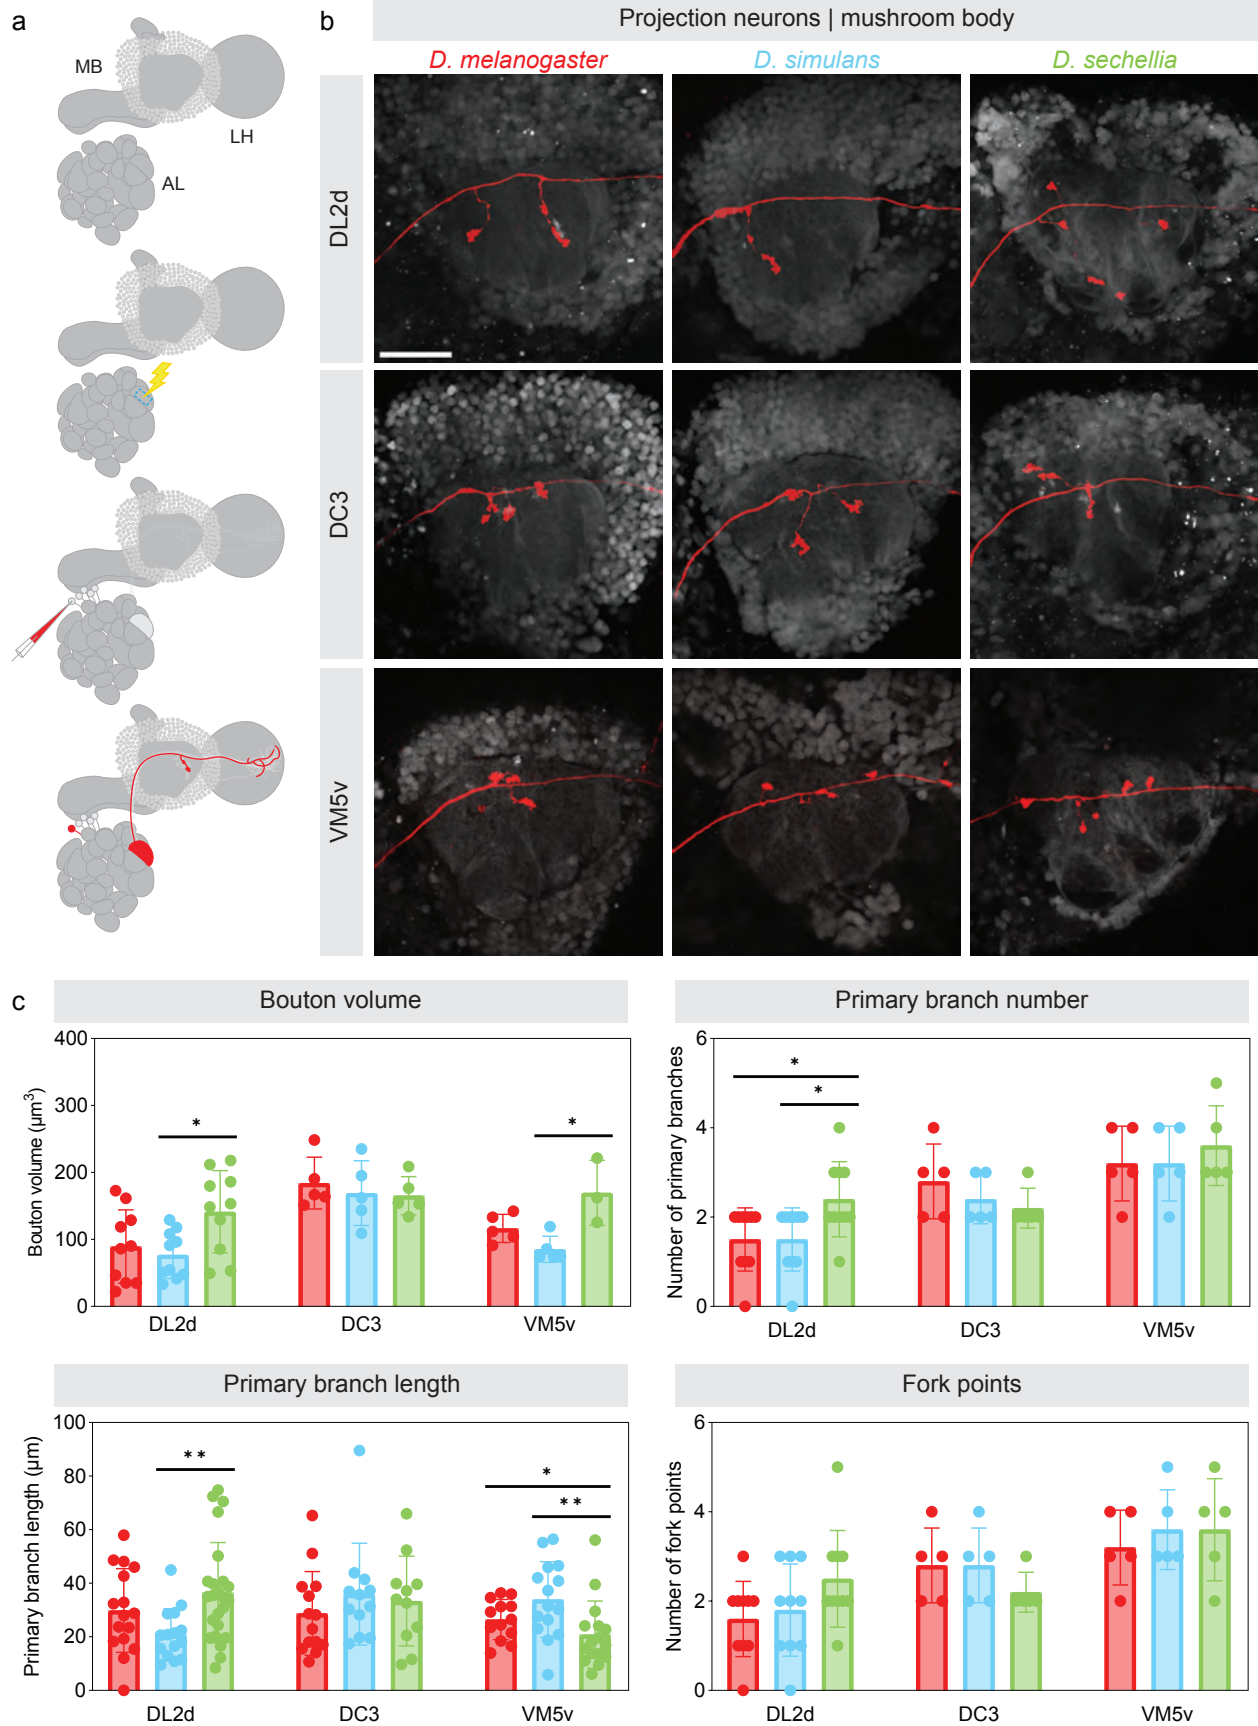 a
MB
LH
AL
b
Projection neurons | mushroom body
D. melanogaster
D. simulans
D. sechellia
DL2d
DC3
VM5v
c
Bouton volume
Bouton volume (µm³)
400
300
200
100
0
*
*
DL2d
DC3
VM5v
Primary branch number
Number of primary branches
6
4
2
0
*
*
DL2d
DC3
VM5v
Primary branch length
Primary branch length (µm)
100
80
60
40
20
0
**
*
**
DL2d
DC3
VM5v
Fork points
Number of fork points
6
4
2
0
DL2d
DC3
VM5v